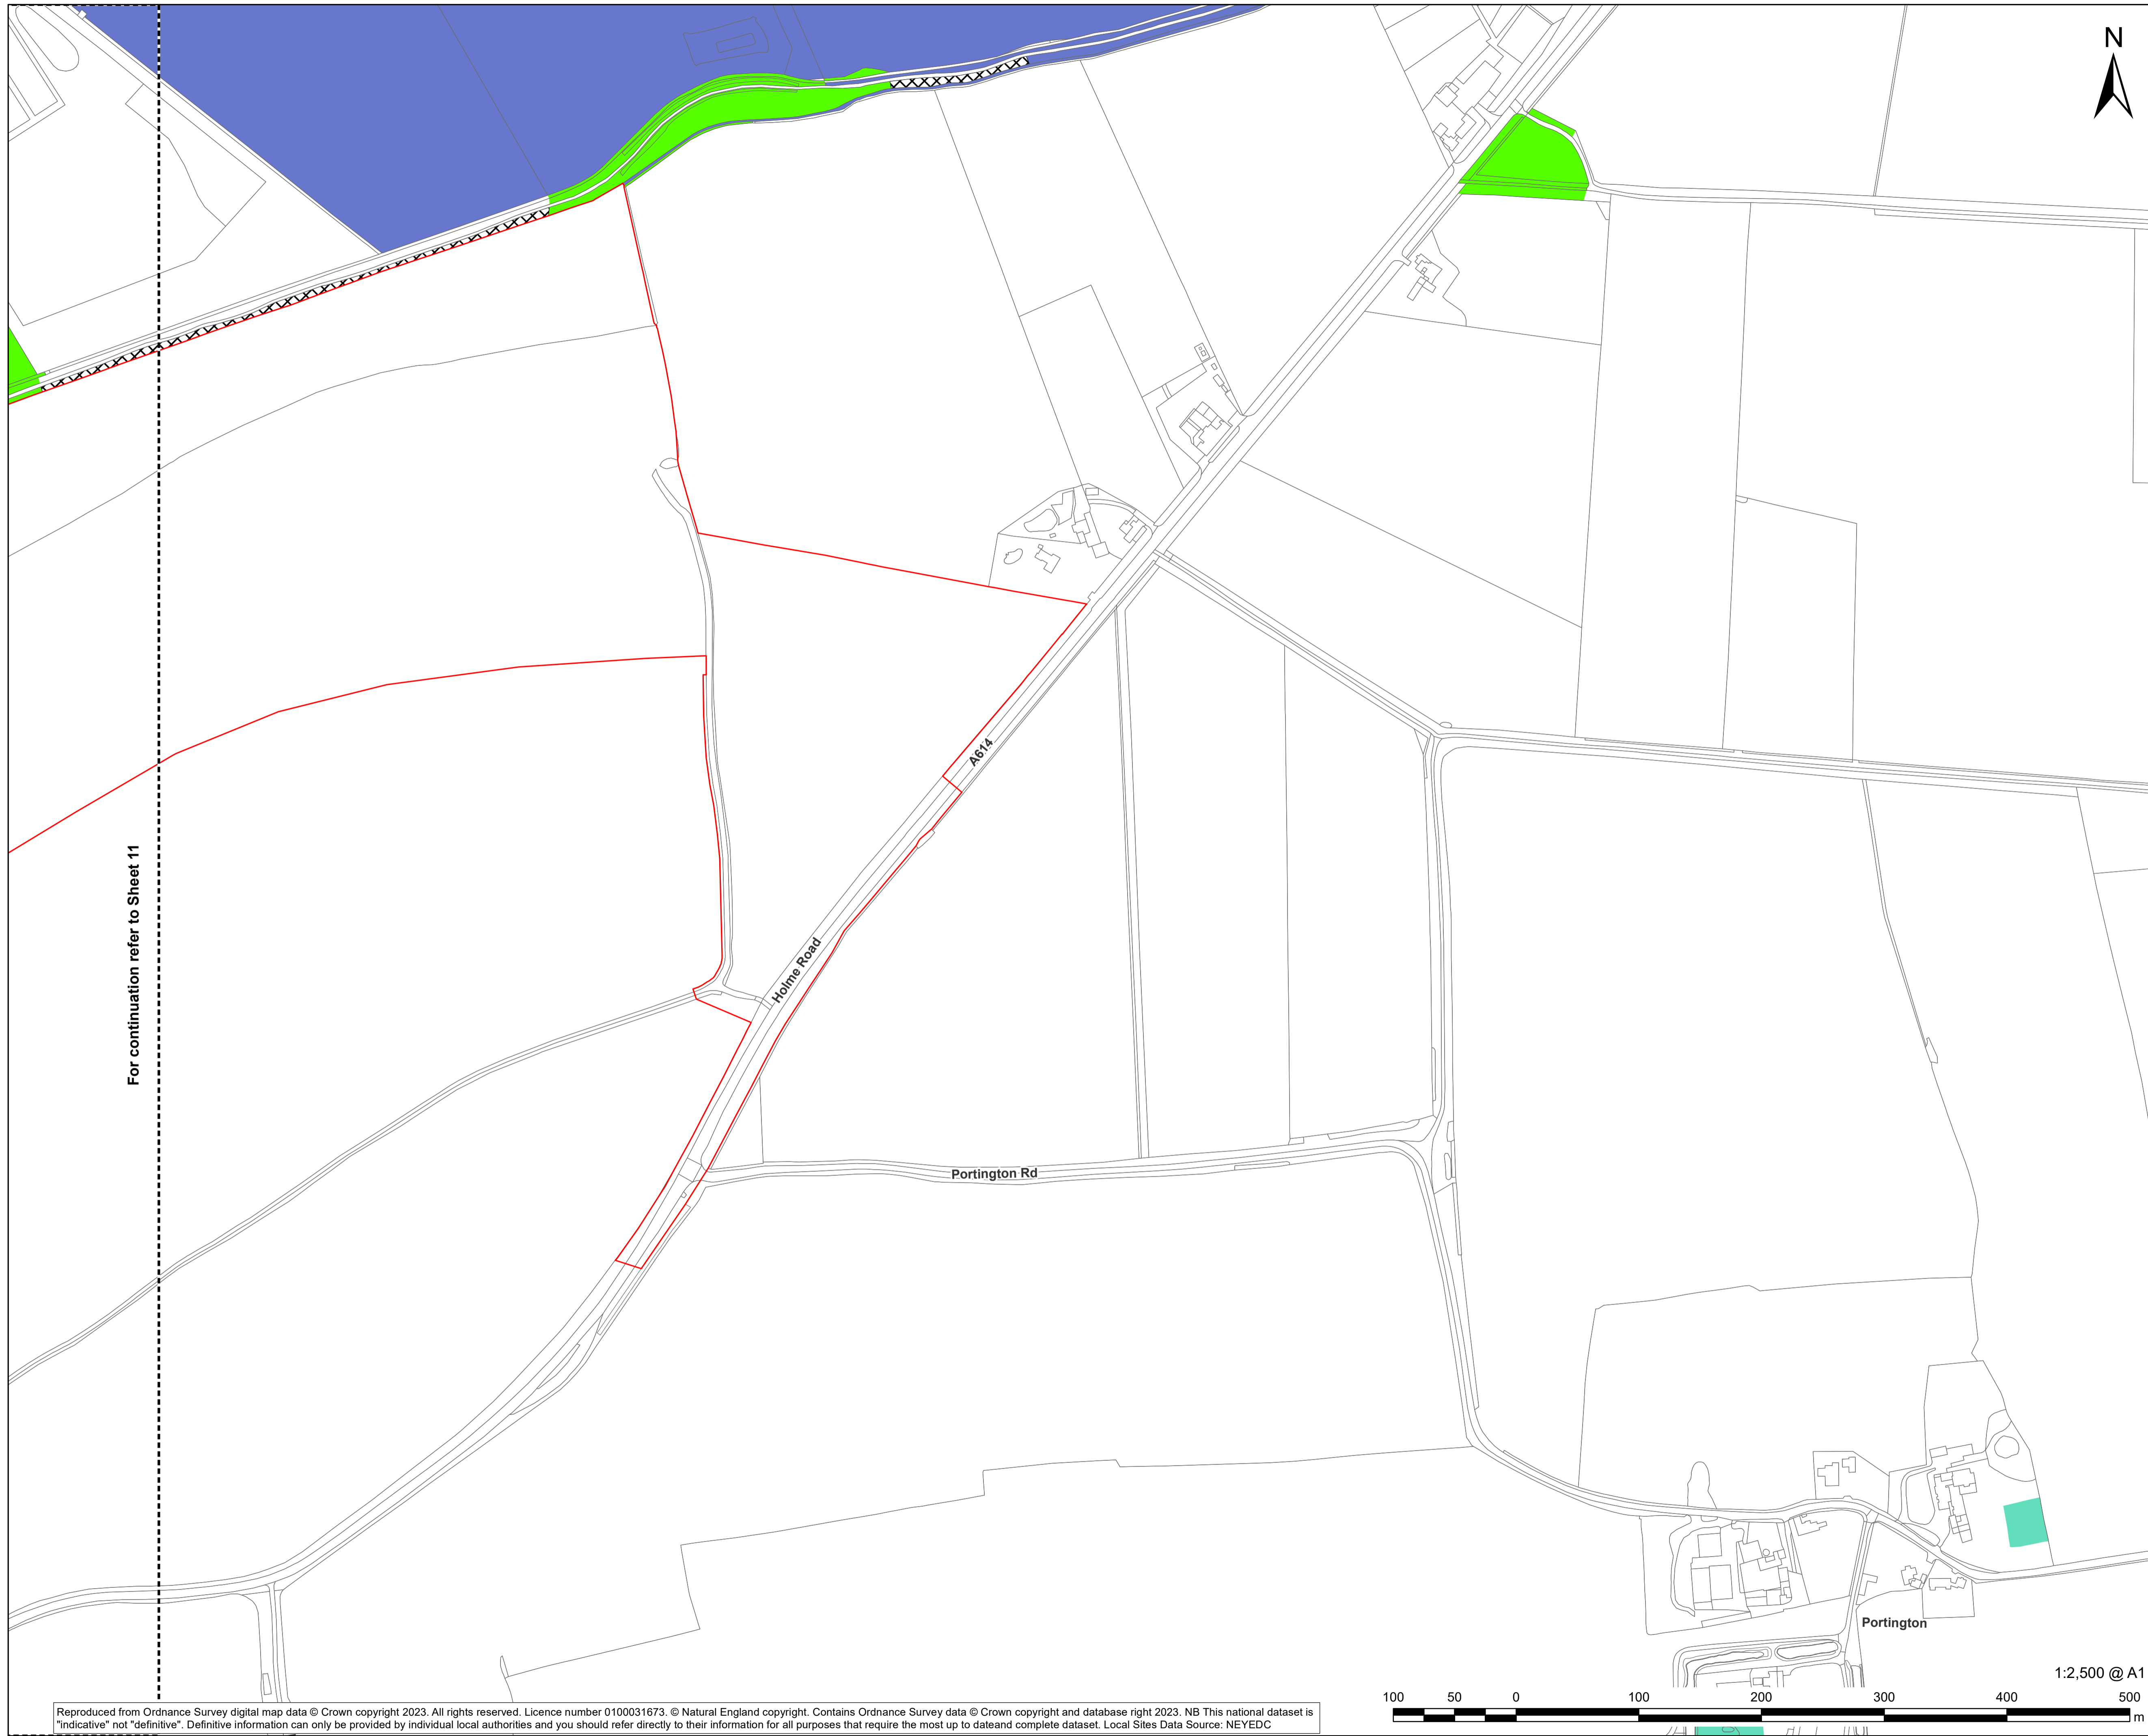 N
For continuation refer to Sheet 11
A614
Holme Road
Portington Rd
Portington
1:2,500 @ A1
100 50 0 100 200 300 400 500
m
Reproduced from Ordnance Survey digital map data © Crown copyright 2023. All rights reserved. Licence number 0100031673. © Natural England copyright. Contains Ordnance Survey data © Crown copyright and database right 2023. NB This national dataset is
"indicative" not "definitive". Definitive information can only be provided by individual local authorities and you should refer directly to their information for all purposes that require the most up to dateand complete dataset. Local Sites Data Source: NEYEDC